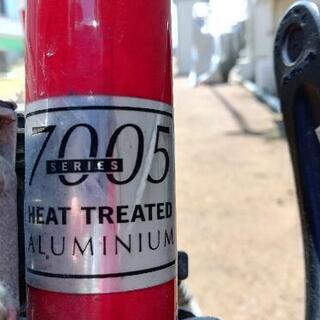 7005
SERIES
HEAT TREATED
ALUMINIUM